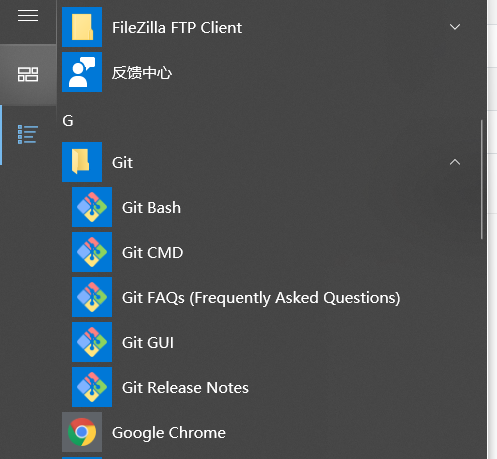 FileZilla FTP Client
反馈中心
G
Git
Git Bash
Git CMD
Git FAQs (Frequently Asked Questions)
Git GUI
Git Release Notes
Google Chrome